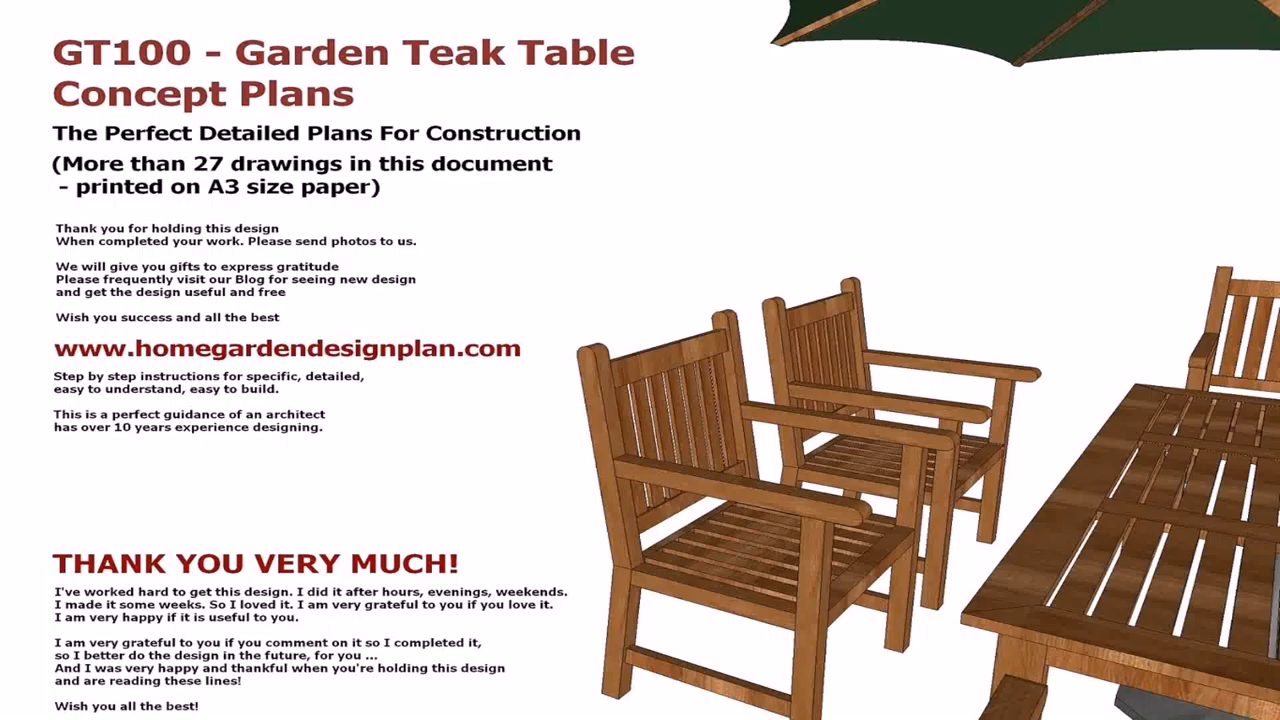 GT100 - Garden Teak Table
Concept Plans
The Perfect Detailed Plans For Construction
(More than 27 drawings in this document
- printed on A3 size paper)
Thank you for holding this design
When completed your work. Please send photos to us.
We will give you gifts to express gratitude
Please frequently visit our Blog for seeing new design
and get the design useful and free
Wish you success and all the best
www.homegardendesignplan.com
Step by step instructions for specific, detailed,
easy to understand, easy to build.
This is a perfect guidance of an architect
has over 10 years experience designing.
THANK YOU VERY MUCH!
I've worked hard to get this design. I did it after hours, evenings, weekends.
I made it some weeks. So I loved it. I am very grateful to you if you love it.
I am very happy if it is useful to you.
I am very grateful to you if you comment on it so I completed it,
so I better do the design in the future, for you ...
And I was very happy and thankful when you're holding this design
and are reading these lines!
Wish you all the best!